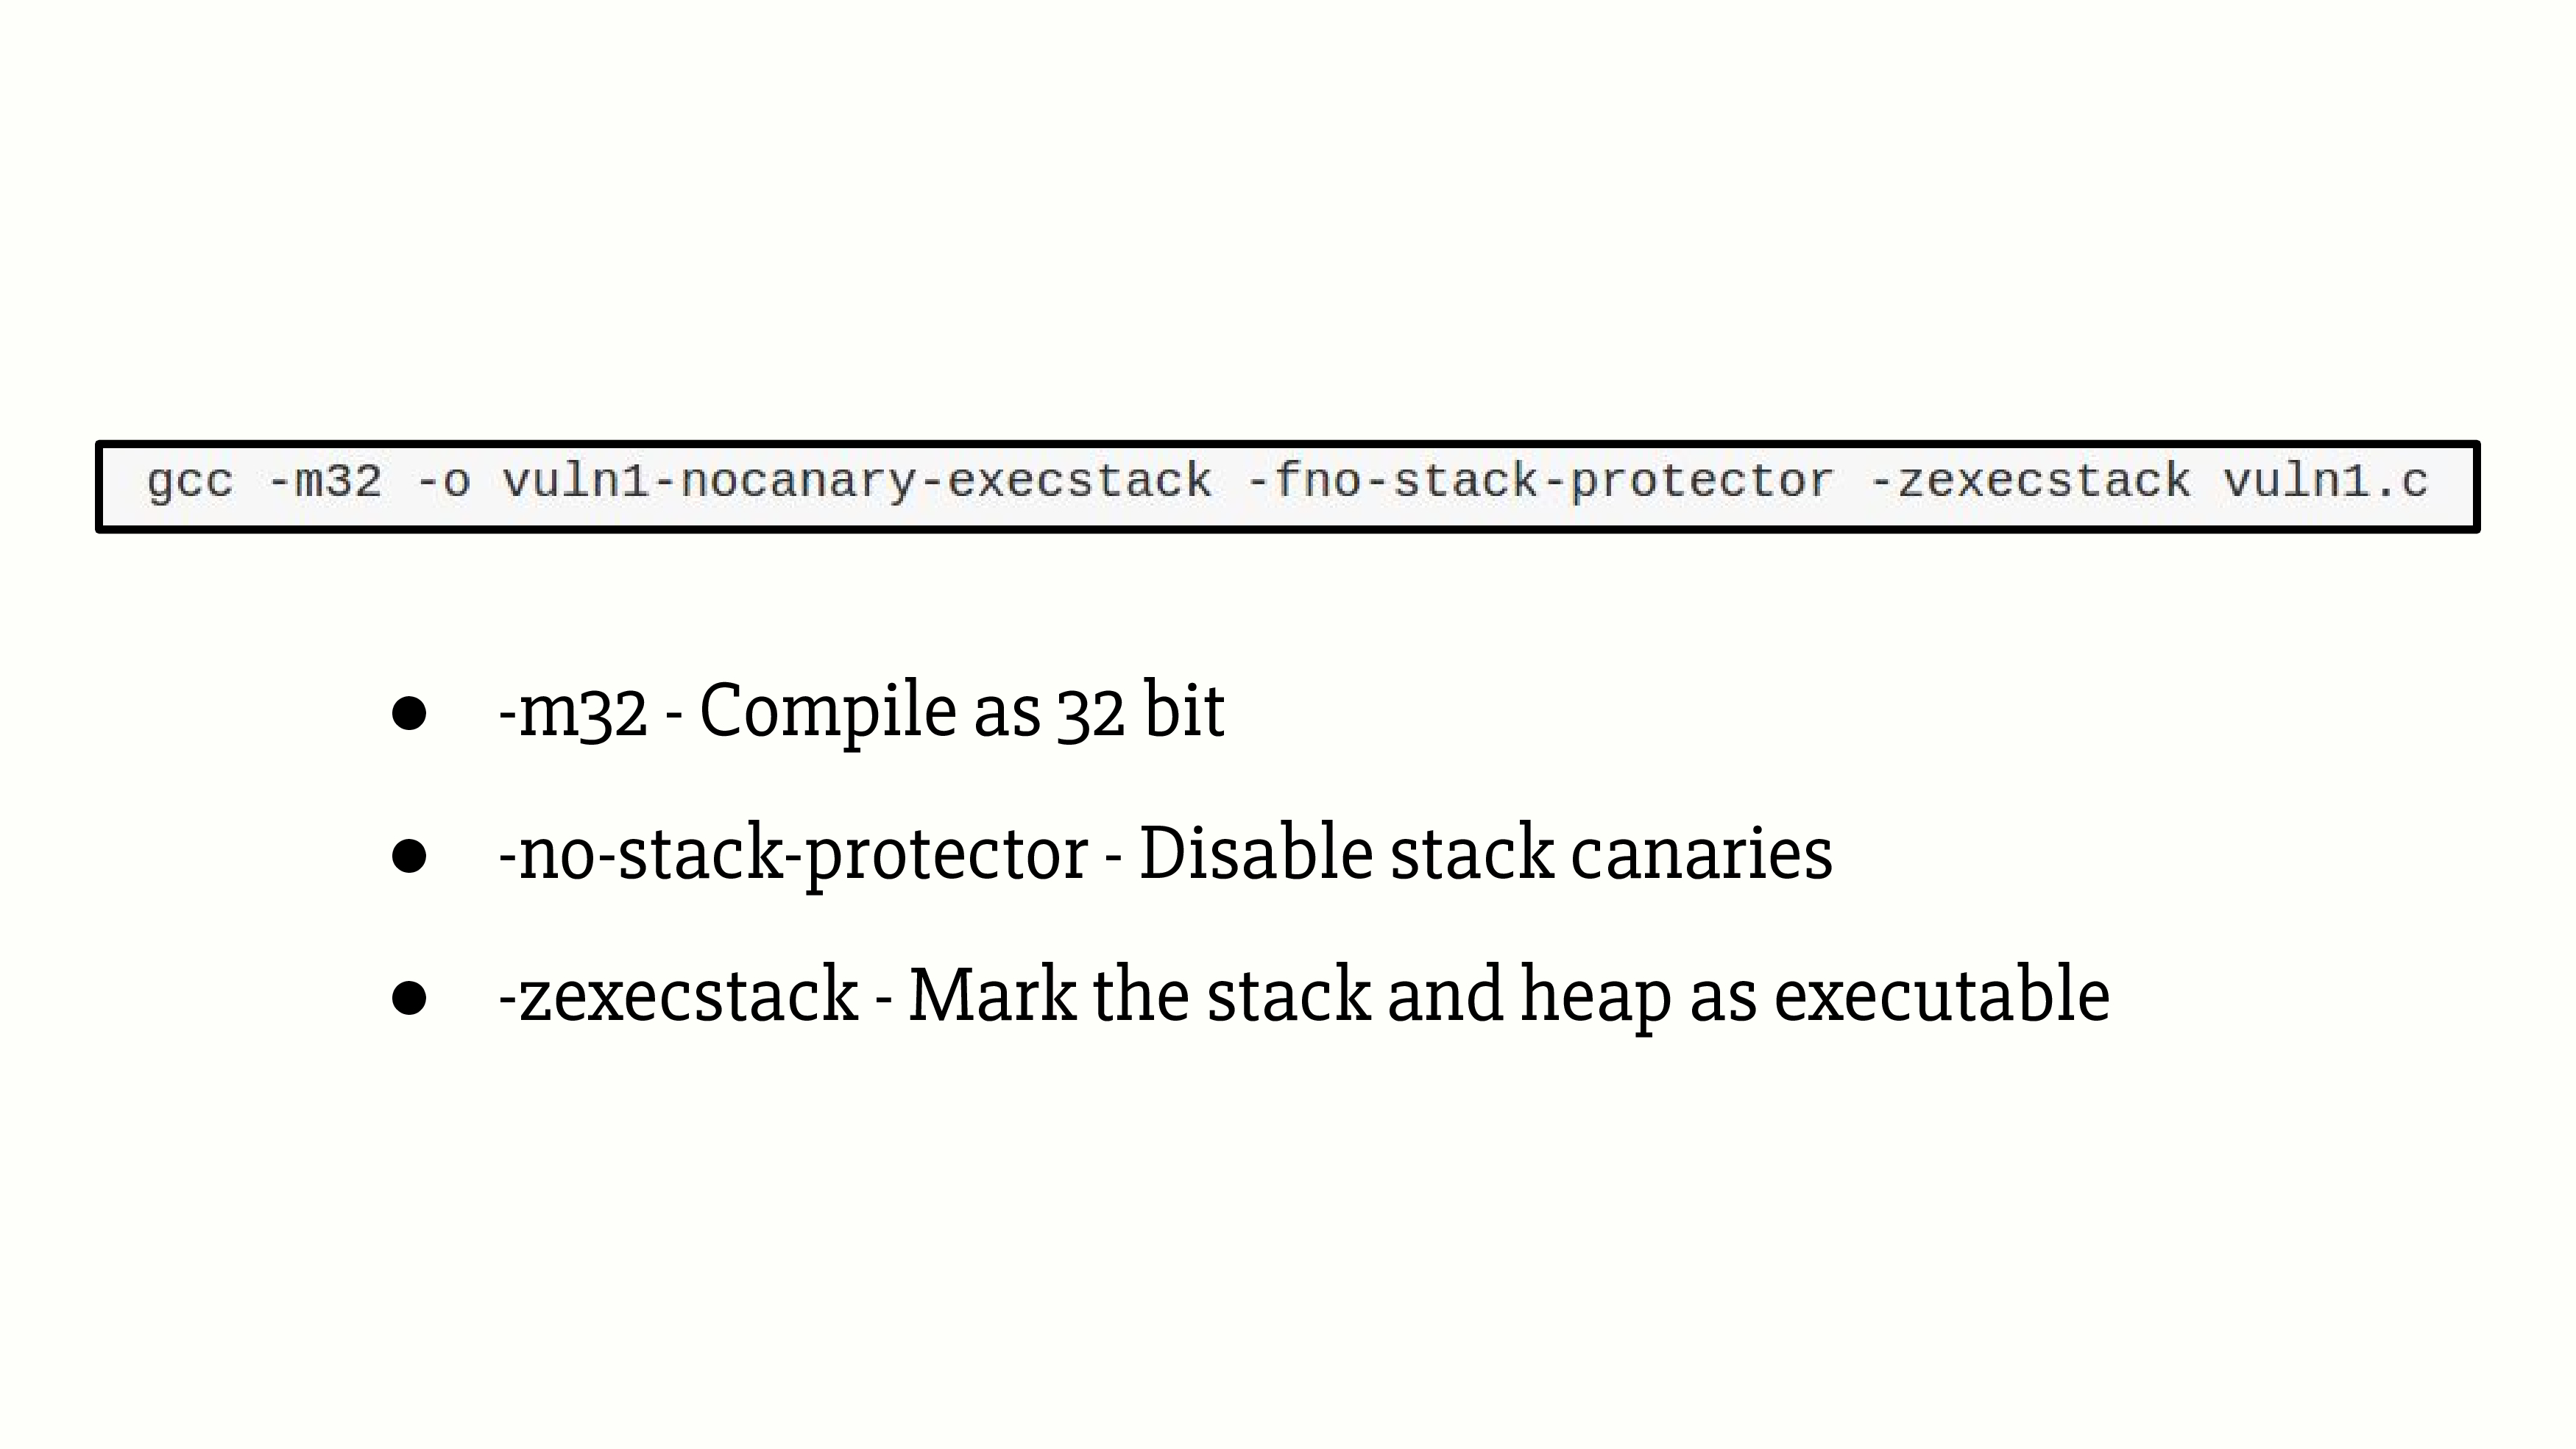 gcc -m32 -o vuln1-nocanary-execstack -fno-stack-protector -zexecstack vuln1.c
● -m32 - Compile as 32 bit
● -no-stack-protector - Disable stack canaries
● -zexecstack - Mark the stack and heap as executable